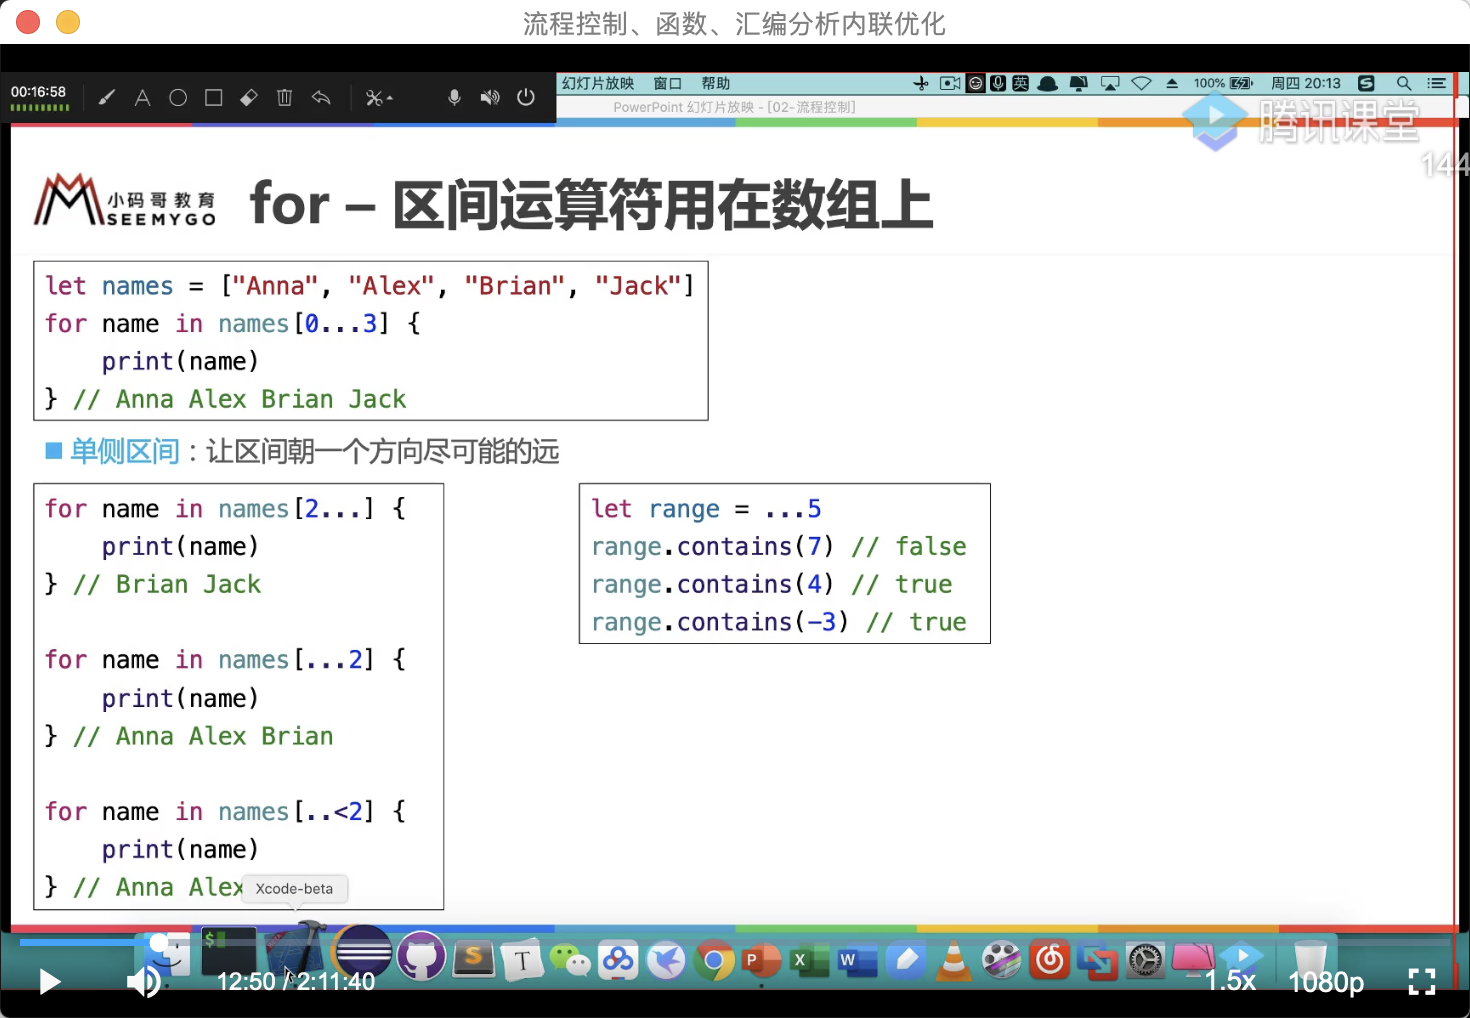 流程控制、函数、汇编分析内联优化
00:16:58
幻灯片放映 窗口 帮助
英
100%
周四 20:13
PowerPoint 幻灯片放映 - [02-流程控制]
腾讯课堂
144
小码哥教育
SEEMYGO
for – 区间运算符用在数组上
let names = ["Anna", "Alex", "Brian", "Jack"]
for name in names[0...3] {
print(name)
} // Anna Alex Brian Jack
单侧区间：让区间朝一个方向尽可能的远
for name in names[2...] {
print(name)
} // Brian Jack
for name in names[...2] {
print(name)
} // Anna Alex Brian
for name in names[..<2] {
print(name)
} // Anna Alex
let range = ...5
range.contains(7) // false
range.contains(4) // true
range.contains(-3) // true
Xcode-beta
12:50 / 2:11:40
1.5x
1080p